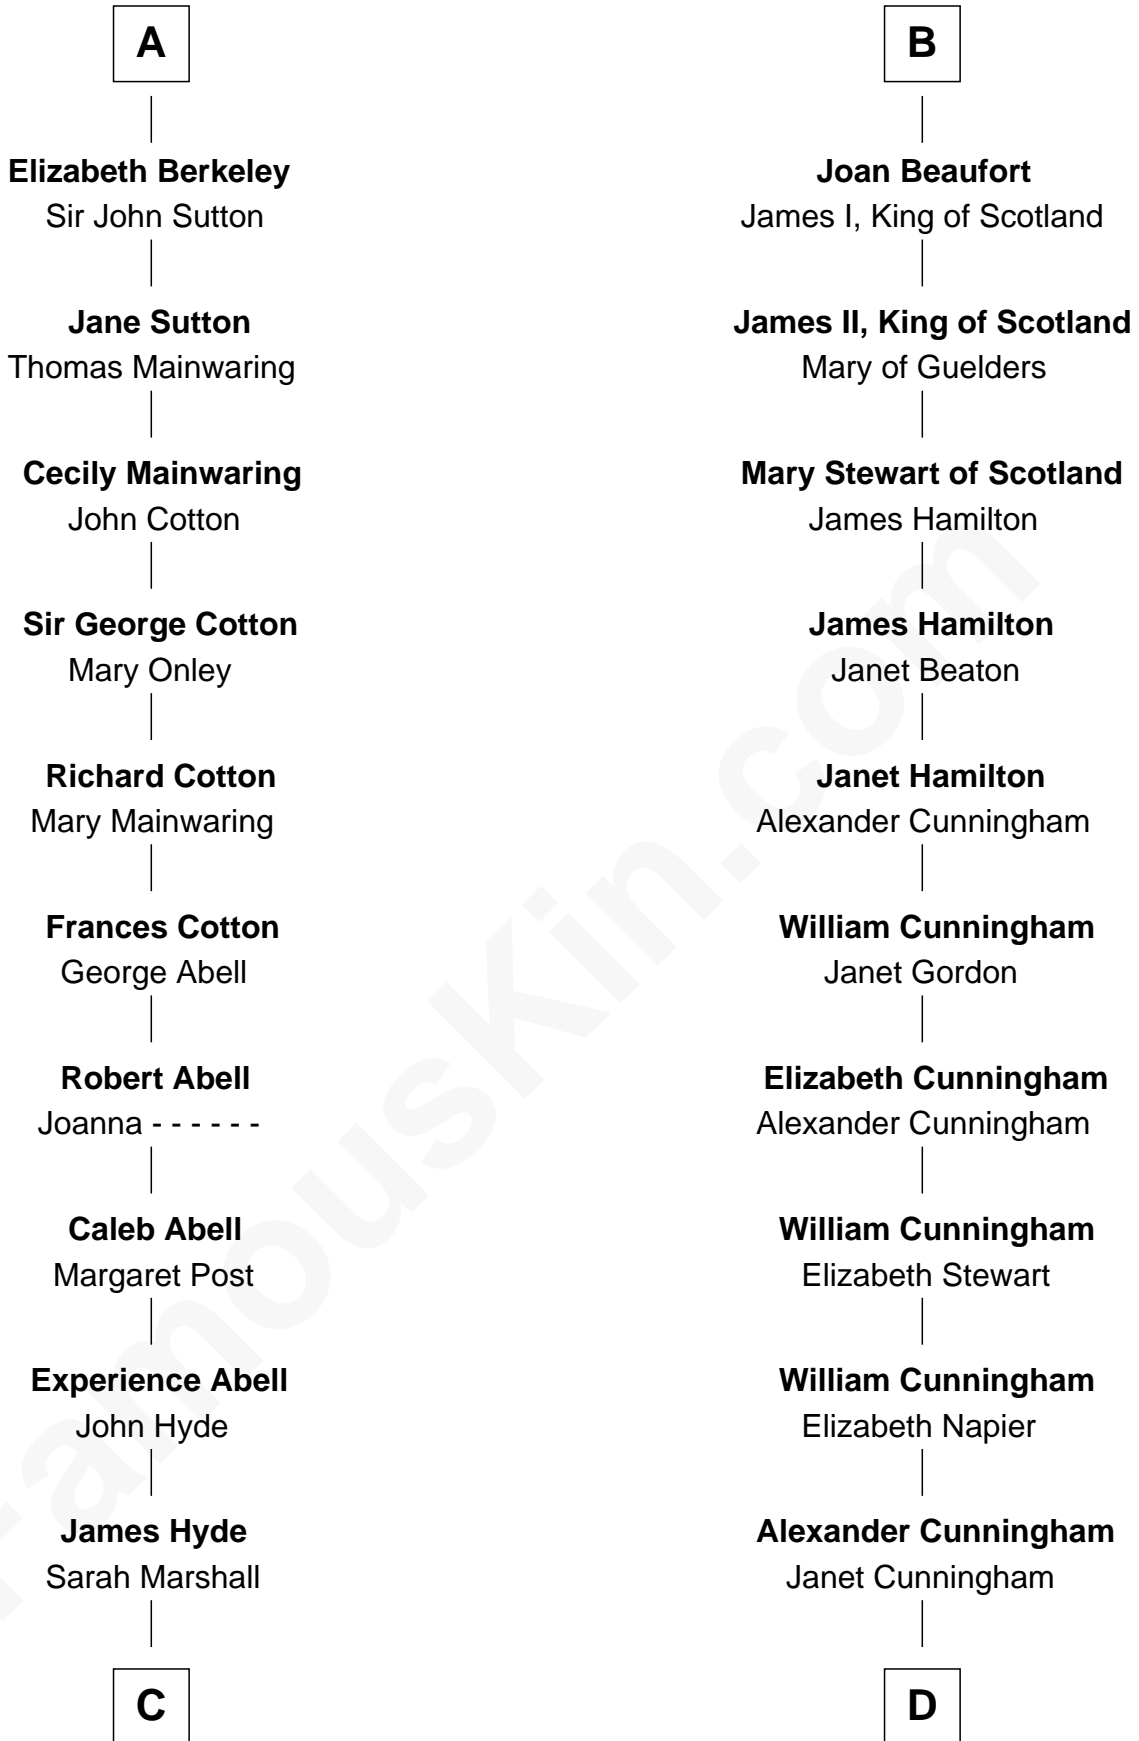 A
Elizabeth Berkeley
Sir John Sutton
Jane Sutton
Thomas Mainwaring
Cecily Mainwaring
John Cotton
Sir George Cotton
Mary Onley
Richard Cotton
Mary Mainwaring
Frances Cotton
George Abell
Robert Abell
Joanna - - - - - -
Caleb Abell
Margaret Post
Experience Abell
John Hyde
James Hyde
Sarah Marshall
C
B
Joan Beaufort
James I, King of Scotland
James II, King of Scotland
Mary of Guelders
Mary Stewart of Scotland
James Hamilton
James Hamilton
Janet Beaton
Janet Hamilton
Alexander Cunningham
William Cunningham
Janet Gordon
Elizabeth Cunningham
Alexander Cunningham
William Cunningham
Elizabeth Stewart
William Cunningham
Elizabeth Napier
Alexander Cunningham
Janet Cunningham
D
FamousKin.com